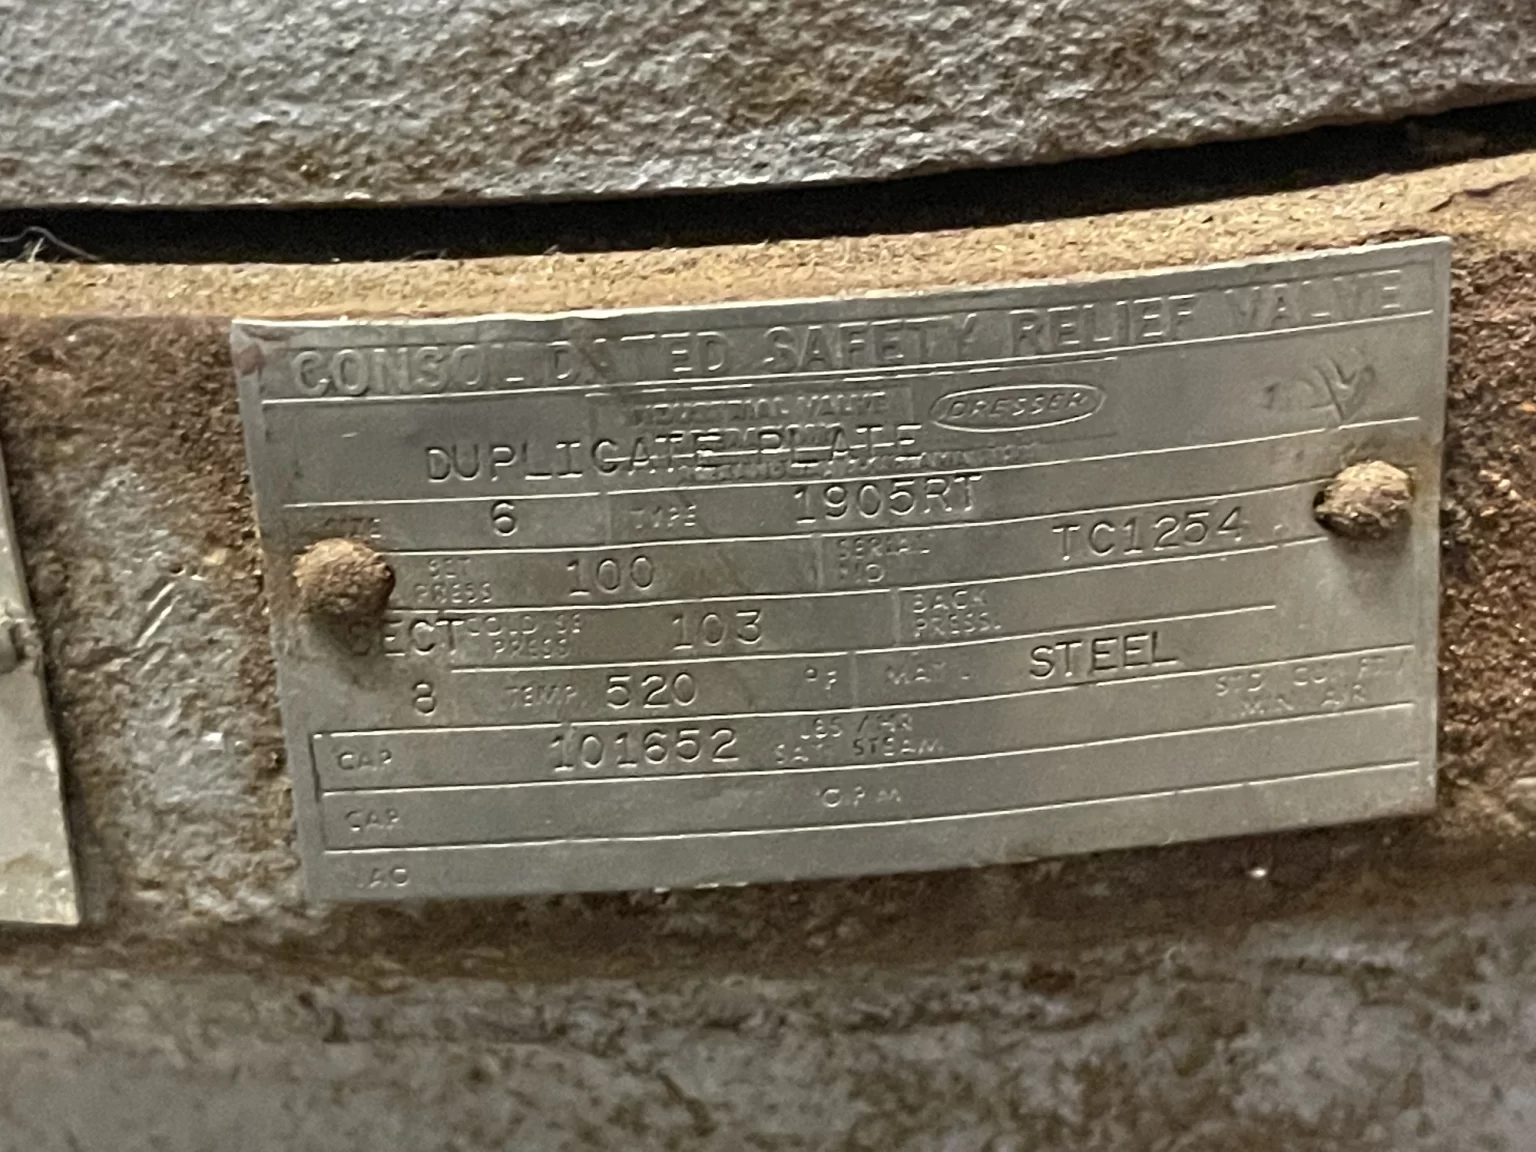 CONSOLIDATED SAFETY RELIEF VALVE
INDUSTRIAL VALVE DRESSER
DUPLICATE PLATE
SIZE 6 TYPE 1905RT
SET PRESS 100 SERIAL NO TC1254
SECT COLD SET PRESS 103 BACK PRESS.
8 TEMP. 520 °F MAT'L STEEL
CAP 101652 LBS/HR SAT. STEAM STD. CU. FT/ MIN. AIR
CAP GPM